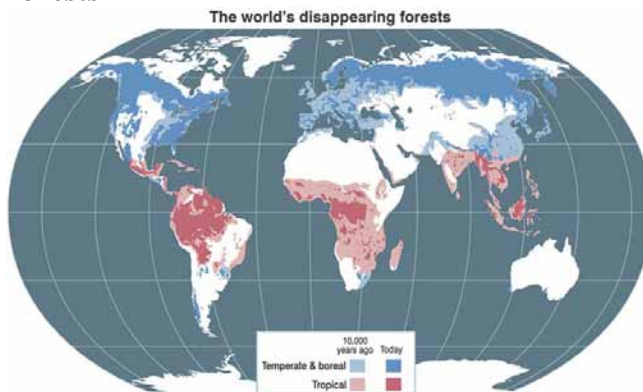 The world's disappearing forests
10,000
years ago
Today
Temperate & boreal
Tropical